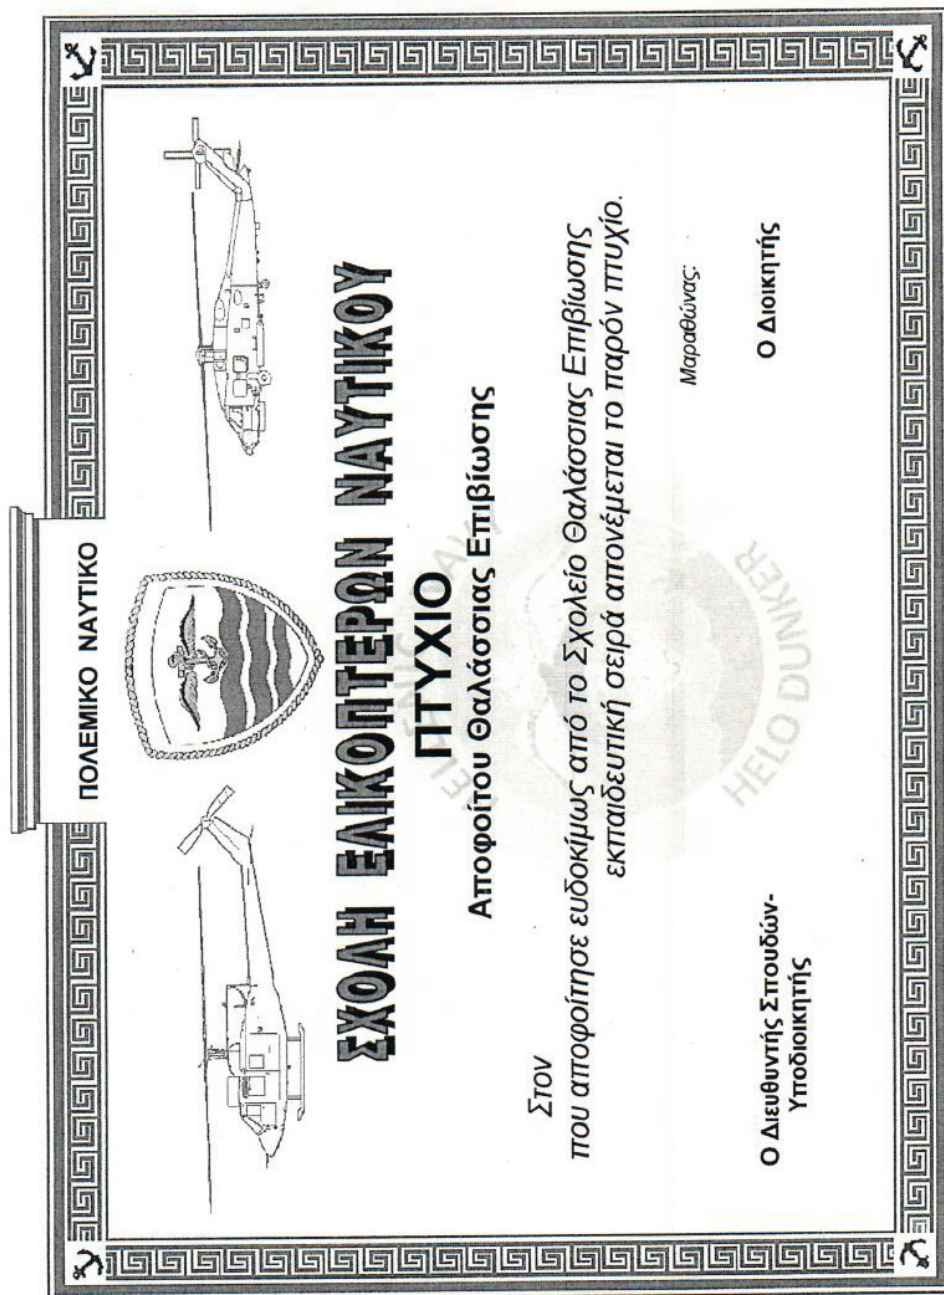 ΠΟΛΕΜΙΚΟ ΝΑΥΤΙΚΟ
ΣΧΟΛΗ ΕΛΙΚΟΠΤΕΡΩΝ ΝΑΥΤΙΚΟΥ
ΠΤΥΧΙΟ
Αποφοίτου Θαλάσσιας Επιβίωσης
Στον
που αποφοίτησε ευδοκίμως από το Σχολείο Θαλάσσιας Επιβίωσης
εκπαιδευτική σειρά απονέμεται το παρόν πτυχίο.
HELO DUNKER
Μαραθώνας:
Ο Διευθυντής Σπουδών-
Υποδιοικητής
Ο Διοικητής